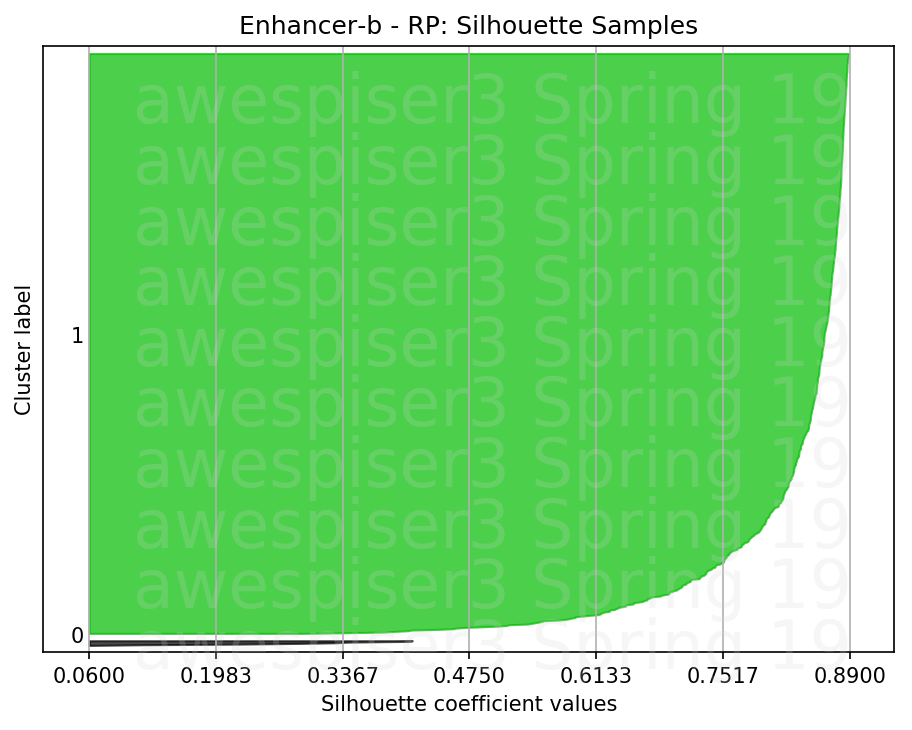 Enhancer-b - RP: Silhouette Samples
awespiser3 Spring 19
awespiser3 Spring 19
awespiser3 Spring 19
awespiser3 Spring 19
awespiser3 Spring 19
awespiser3 Spring 19
awespiser3 Spring 19
awespiser3 Spring 19
awespiser3 Spring 19
awespiser3 Spring 19
Cluster label
1
0
0.0600 0.1983 0.3367 0.4750 0.6133 0.7517 0.8900
Silhouette coefficient values